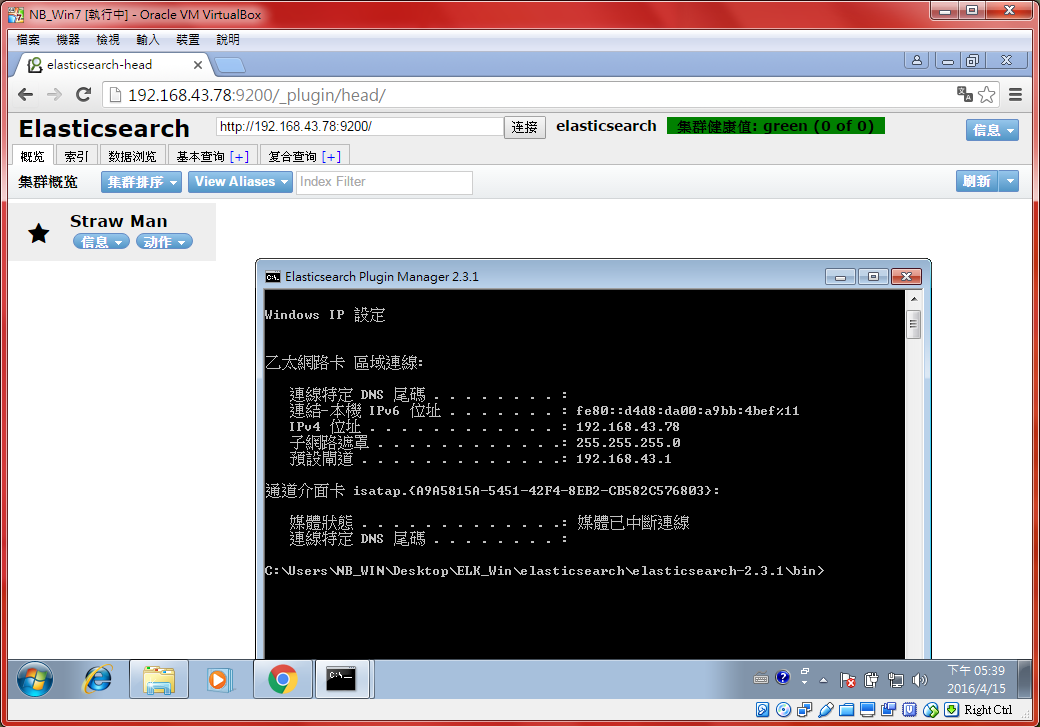 NB_Win7 [執行中] - Oracle VM VirtualBox
檔案 機器 檢視 輸入 裝置 說明
elasticsearch-head
192.168.43.78:9200/_plugin/head/
Elasticsearch http://192.168.43.78:9200/ 连接 elasticsearch 集群健康值: green (0 of 0) 信息
概览 索引 数据浏览 基本查询 [+] 复合查询 [+]
集群概览 集群排序 View Aliases Index Filter 刷新
Straw Man
信息 动作
Elasticsearch Plugin Manager 2.3.1
Windows IP 設定
乙太網路卡 區域連線:
連線特定 DNS 尾碼 . . . . . . . . :
連結-本機 IPv6 位址 . . . . . . . : fe80::d4d8:da00:a9bb:4bef%11
IPv4 位址 . . . . . . . . . . . . : 192.168.43.78
子網路遮罩 . . . . . . . . . . . .: 255.255.255.0
預設閘道 . . . . . . . . . . . . .: 192.168.43.1
通道介面卡 isatap.{A9A5815A-5451-42F4-8EB2-CB582C576803}:
媒體狀態 . . . . . . . . . . . . .: 媒體已中斷連線
連線特定 DNS 尾碼 . . . . . . . . :
C:\Users\NB_WIN\Desktop\ELK_Win\elasticsearch\elasticsearch-2.3.1\bin>
下午 05:39
2016/4/15
Right Ctrl